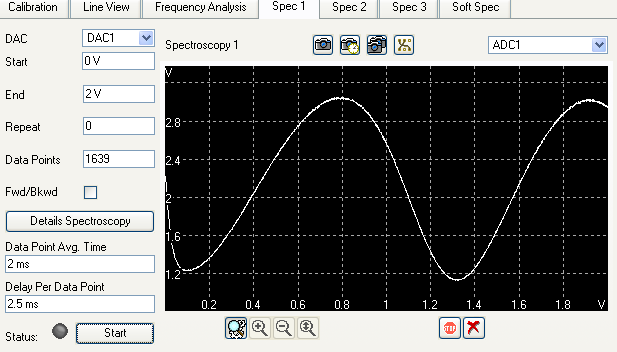 Calibration Line View Frequency Analysis Spec 1 Spec 2 Spec 3 Soft Spec
DAC DAC1
Spectroscopy 1 ADC1
Start 0 V
End 2 V
Repeat 0
Data Points 1639
Fwd/Bkwd
Details Spectroscopy
Data Point Avg. Time
2 ms
Delay Per Data Point
2.5 ms
Status: Start
V
2.8
2.4
2
1.6
1.2
0.2 0.4 0.6 0.8 1 1.2 1.4 1.6 1.8 V
STOP